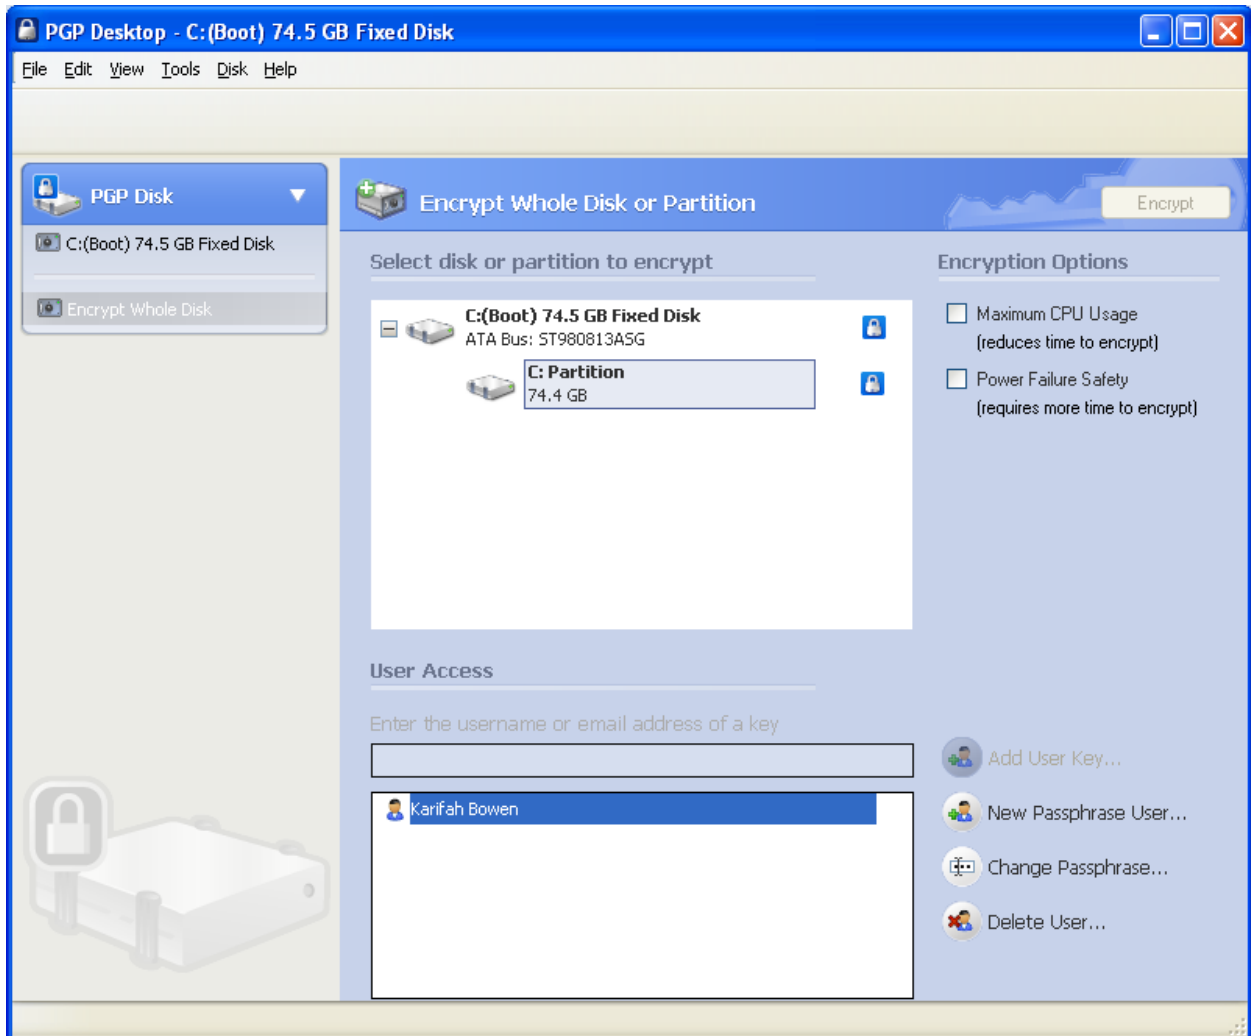 PGP Desktop - C:(Boot) 74.5 GB Fixed Disk
File Edit View Tools Disk Help
PGP Disk
C:(Boot) 74.5 GB Fixed Disk
Encrypt Whole Disk
Encrypt Whole Disk or Partition
Encrypt
Select disk or partition to encrypt
C:(Boot) 74.5 GB Fixed Disk
ATA Bus: ST980813ASG
C: Partition
74.4 GB
Encryption Options
Maximum CPU Usage
(reduces time to encrypt)
Power Failure Safety
(requires more time to encrypt)
User Access
Enter the username or email address of a key
Karifah Bowen
Add User Key...
New Passphrase User...
Change Passphrase...
Delete User...